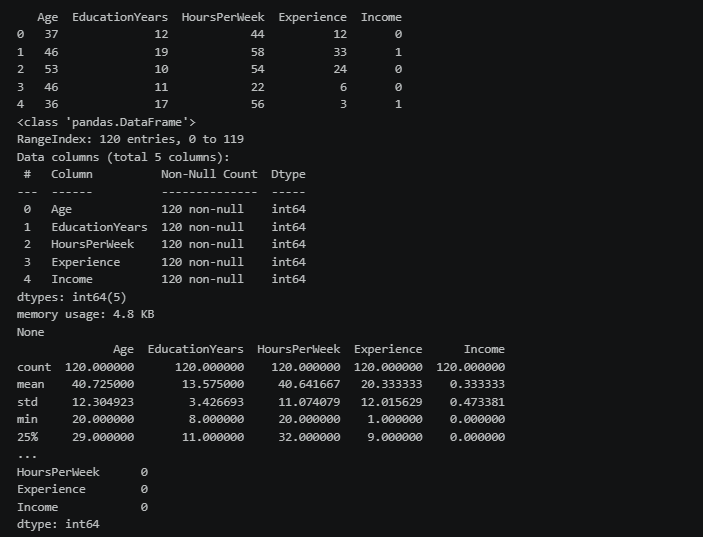 Age  EducationYears  HoursPerWeek  Experience  Income
0   37              12            44          12       0
1   46              19            58          33       1
2   53              10            54          24       0
3   46              11            22           6       0
4   36              17            56           3       1
<class 'pandas.DataFrame'>
RangeIndex: 120 entries, 0 to 119
Data columns (total 5 columns):
 #   Column          Non-Null Count  Dtype
---  ------          --------------  -----
 0   Age             120 non-null    int64
 1   EducationYears  120 non-null    int64
 2   HoursPerWeek    120 non-null    int64
 3   Experience      120 non-null    int64
 4   Income          120 non-null    int64
dtypes: int64(5)
memory usage: 4.8 KB
None
              Age  EducationYears  HoursPerWeek  Experience      Income
count  120.000000      120.000000    120.000000  120.000000  120.000000
mean    40.725000       13.575000     40.641667   20.333333    0.333333
std     12.304923        3.426693     11.074079   12.015629    0.473381
min     20.000000        8.000000     20.000000    1.000000    0.000000
25%     29.000000       11.000000     32.000000    9.000000    0.000000
...
HoursPerWeek      0
Experience        0
Income            0
dtype: int64